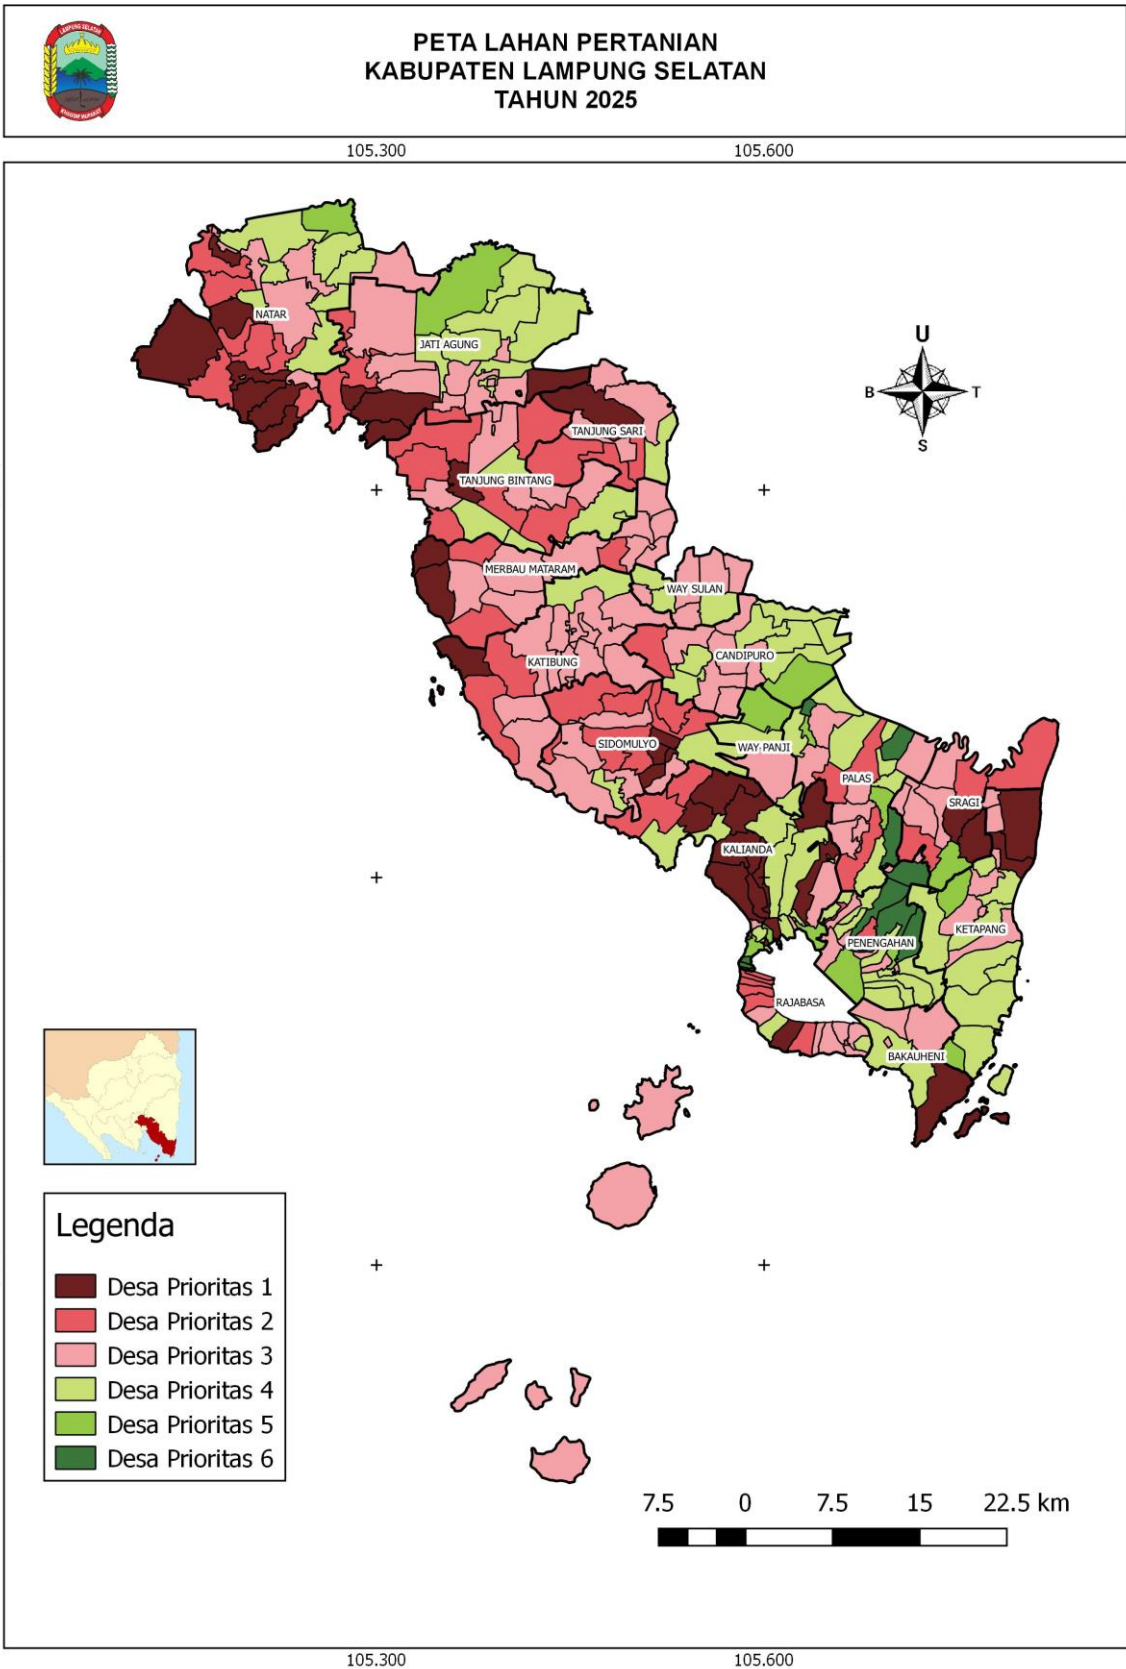 PETA LAHAN PERTANIAN
KABUPATEN LAMPUNG SELATAN
TAHUN 2025
LAMPUNG SELATAN
105.300 105.600
NATAR
JATI AGUNG
U
B T
S
TANJUNG SARI
TANJUNG BINTANG
MERBAU MATARAM
WAY SULAN
CANDIPURO
KATIBUNG
SIDOMULYO
WAY PANJI
PALAS
SRAGI
KALIANDA
KETAPANG
PENENGAHAN
RAJABASA
BAKAUHENI
Legenda
Desa Prioritas 1
Desa Prioritas 2
Desa Prioritas 3
Desa Prioritas 4
Desa Prioritas 5
Desa Prioritas 6
7.5 0 7.5 15 22.5 km
105.300 105.600